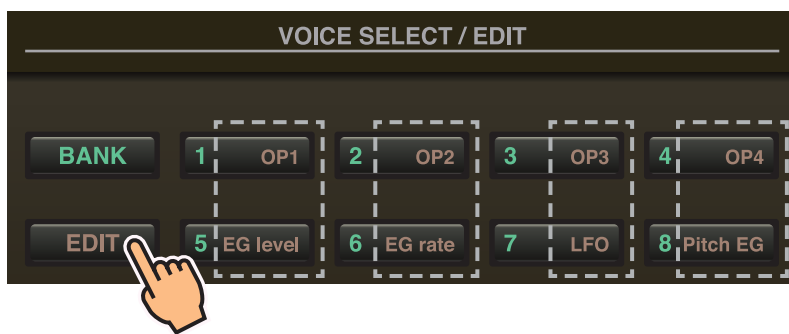 VOICE SELECT / EDIT
BANK 1 OP1 2 OP2 3 OP3 4 OP4
EDIT 5 EG level 6 EG rate 7 LFO 8 Pitch EG